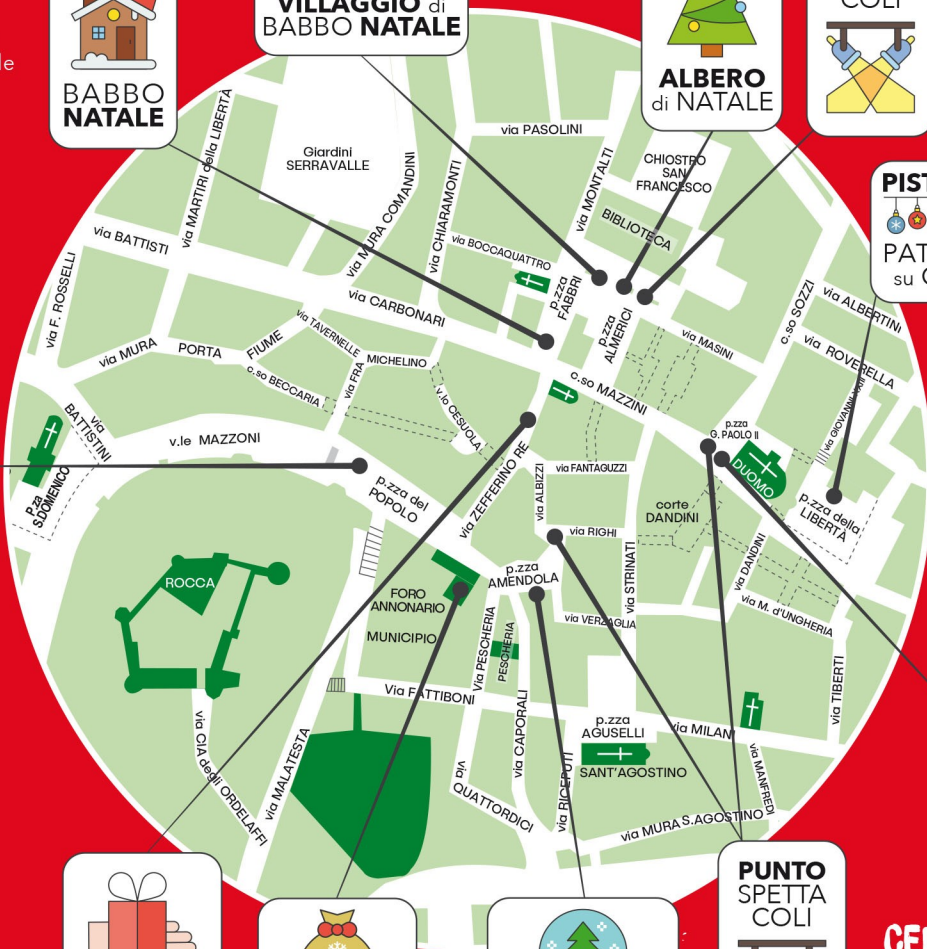 VILLAGGIO di
BABBO NATALE
COLI
le
BABBO
NATALE
ALBERO
di NATALE
PIST
PAT
su
via PASOLINI
Giardini
SERRAVALLE
CHIOSTRO
SAN
FRANCESCO
via MARTIRI della LIBERTÀ
via MURA COMANDINI
via CHIARAMONTI
via MONTALTI
BIBLIOTECA
via BATTISTI
via BOCCAQUATTRO
p.zza
FABBRI
p.zza
ALMERICI
via F. ROSSELLI
via CARBONARI
c.so SOZZI
via ALBERTINI
via ROVERELLA
via MURA PORTA FIUME
via TAVERNELLE
via FRA MICHELINO
c.so BECCARIA
v.lo CESUOLA
via MASINI
c.so MAZZINI
via GIOVANNI XXIII
p.zza
G. PAOLO II
DUOMO
via
BATTISTINI
v.le MAZZONI
P.za
S.DOMENICO
p.zza del
POPOLO
via ZEFFERINO RE
via ALBIZZI
via FANTAGUZZI
corte
DANDINI
p.zza della
LIBERTÀ
via RIGHI
via STRINATI
via DANDINI
via M. d'UNGHERIA
ROCCA
FORO
ANNONARIO
p.zza
AMENDOLA
MUNICIPIO
via PESCHERIA
PESCHERIA
via VERZAGLIA
Via FATTIBONI
via CAPORALI
p.zza
AGUSELLI
via MILANI
via TIBERTI
via CIA degli ORDELAFFI
via MALATESTA
via
QUATTORDICI
via RICEPUTI
SANT'AGOSTINO
via MANFREDI
via MURA S.AGOSTINO
PUNTO
SPETTA
COLI